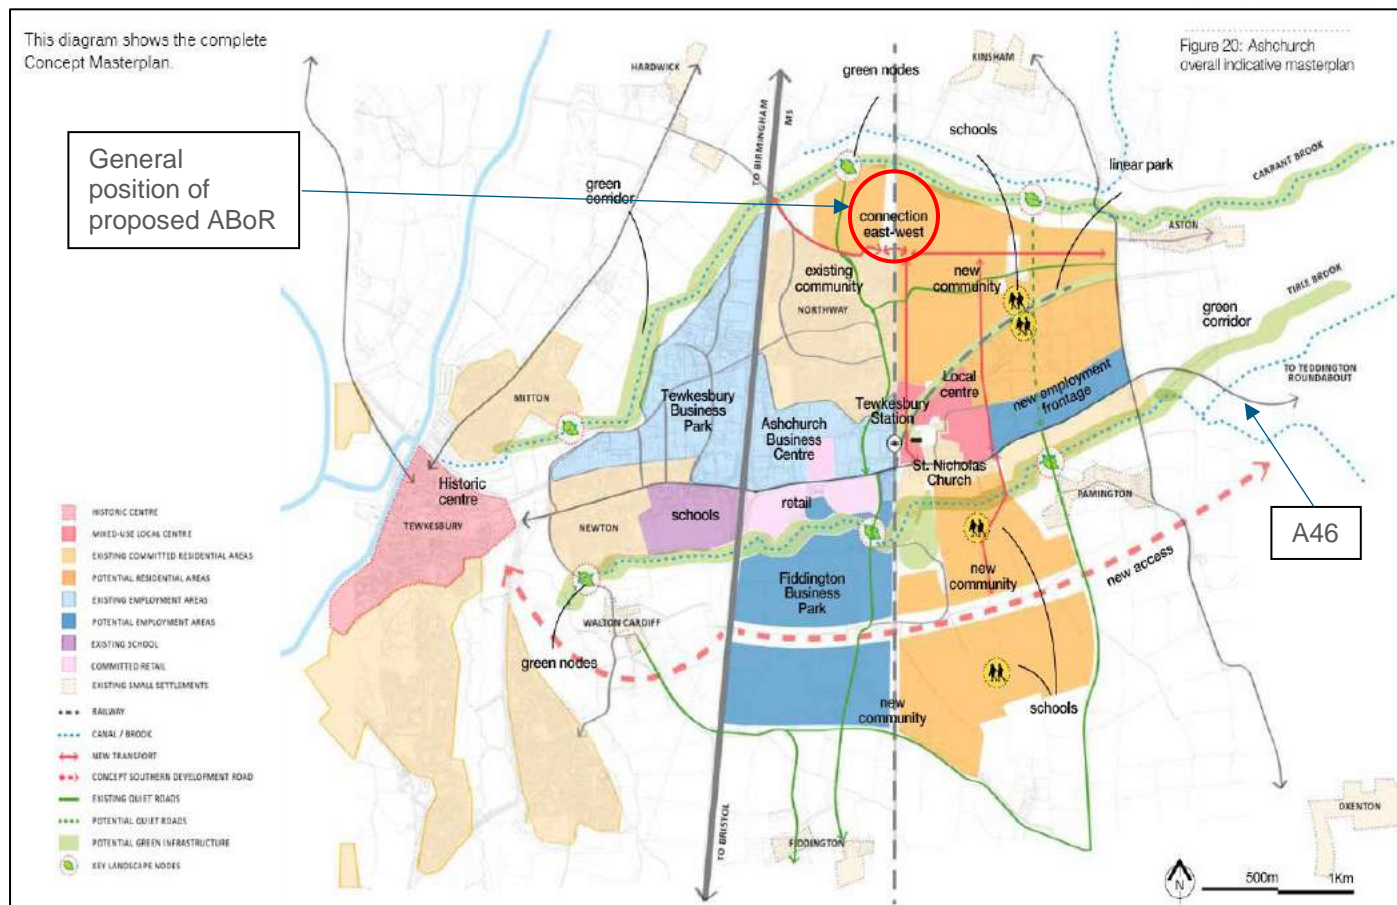 This diagram shows the complete
Concept Masterplan.
Figure 20: Ashchurch
overall indicative masterplan
General
position of
proposed ABoR
HARDWICK
KINSHAM
green nodes
schools
linear park
TO BIRMINGHAM
M5
green
corridor
CARRANT BROOK
connection
east-west
ASTON
existing
community
NORTHWAY
new
community
TIRLE BROOK
green
corridor
TO TEDDINGTON
ROUNDABOUT
MITTON
Tewkesbury
Business
Park
Ashchurch
Business
Centre
Tewkesbury
Station
Local
centre
new employment
frontage
St. Nicholas
Church
Historic
centre
TEWKESBURY
NEWTON
schools
retail
PAMINGTON
A46
new
community
new access
Fiddington
Business
Park
WALTON CARDIFF
green nodes
new
community
schools
TO BRISTOL
FIDDINGTON
OXENTON
HISTORIC CENTRE
MIXED-USE LOCAL CENTRE
EXISTING COMMITTED RESIDENTIAL AREAS
POTENTIAL RESIDENTIAL AREAS
EXISTING EMPLOYMENT AREAS
POTENTIAL EMPLOYMENT AREAS
EXISTING SCHOOL
COMMITTED RETAIL
EXISTING SMALL SETTLEMENTS
RAILWAY
CANAL / BROOK
NEW TRANSPORT
CONCEPT SOUTHERN DEVELOPMENT ROAD
EXISTING QUIET ROADS
POTENTIAL QUIET ROADS
POTENTIAL GREEN INFRASTRUCTURE
KEY LANDSCAPE NODES
N
500m
1Km